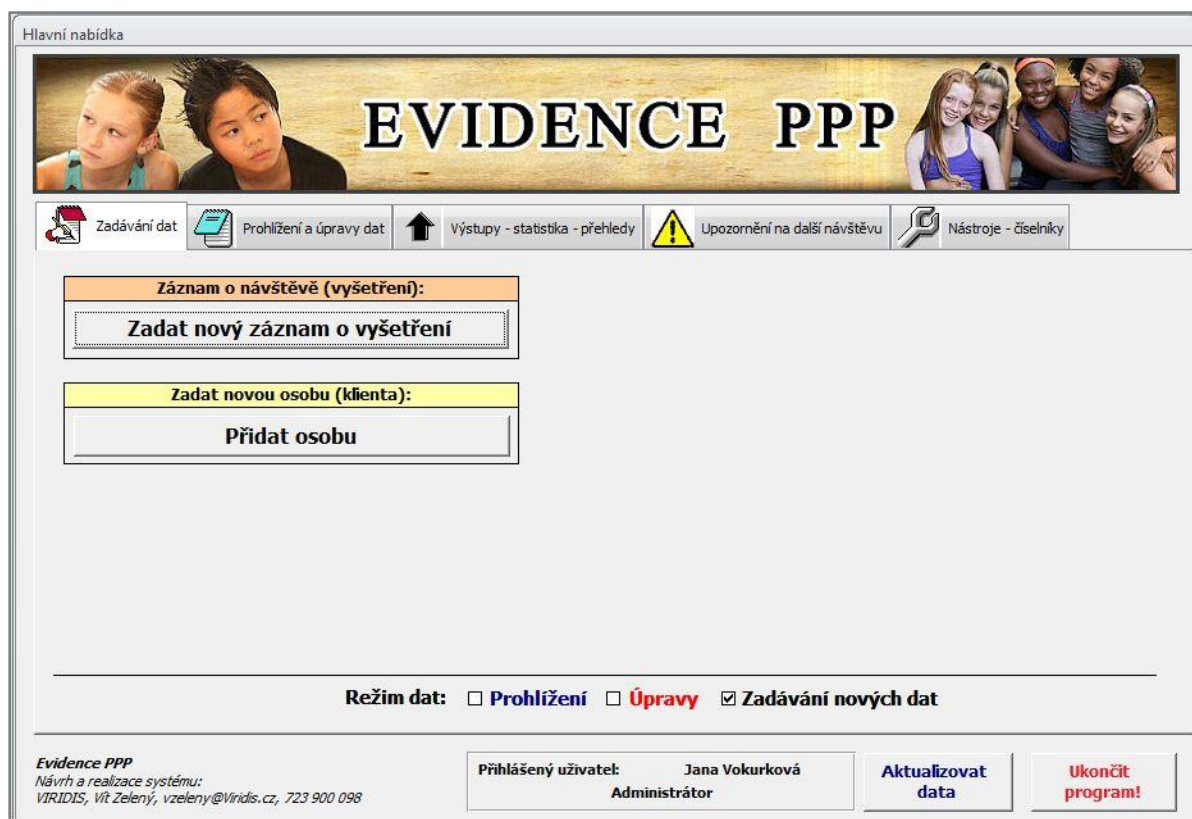 Hlavní nabídka
EVIDENCE PPP
Zadávání dat
Prohlížení a úpravy dat
Výstupy - statistika - přehledy
Upozornění na další návštěvu
Nástroje - číselníky
Záznam o návštěvě (vyšetření):
Zadat nový záznam o vyšetření
Zadat novou osobu (klienta):
Přidat osobu
Režim dat: Prohlížení Úpravy Zadávání nových dat
Evidence PPP
Návrh a realizace systému:
VIRIDIS, Vít Zelený, vzeleny@Viridis.cz, 723 900 098
Přihlášený uživatel: Jana Vokurková
Administrátor
Aktualizovat
data
Ukončit
program!